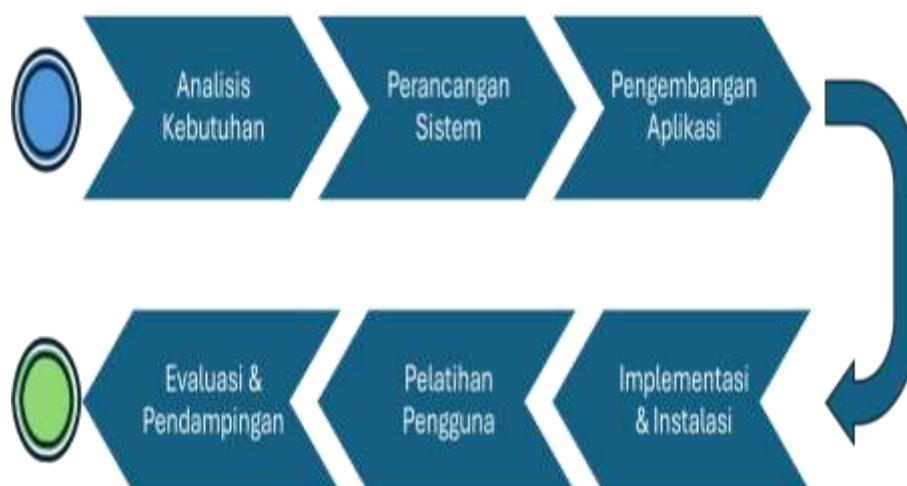 Analisis
Kebutuhan
Perancangan
Sistem
Pengembangan
Aplikasi
Implementasi
& Instalasi
Pelatihan
Pengguna
Evaluasi &
Pendampingan